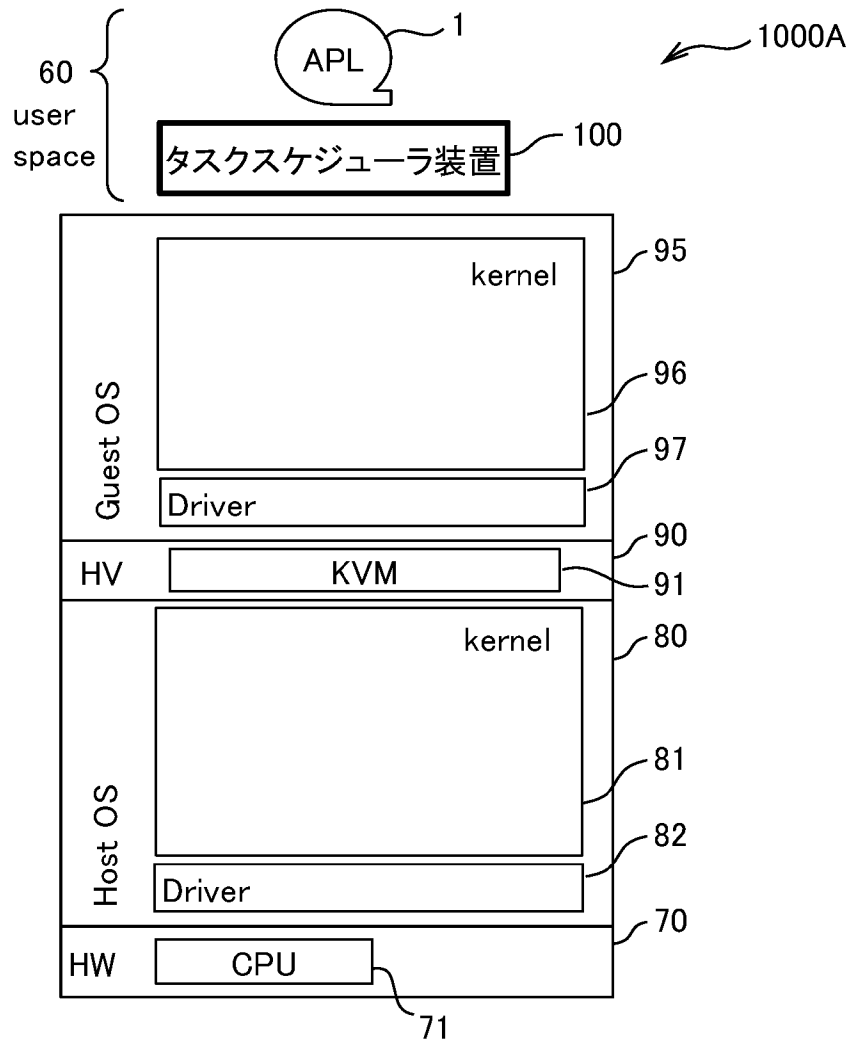 1
1000A
APL
60
user
space
タスクスケジューラ装置
100
95
kernel
96
Guest OS
97
Driver
90
HV
KVM
91
80
kernel
81
Host OS
82
Driver
70
HW
CPU
71